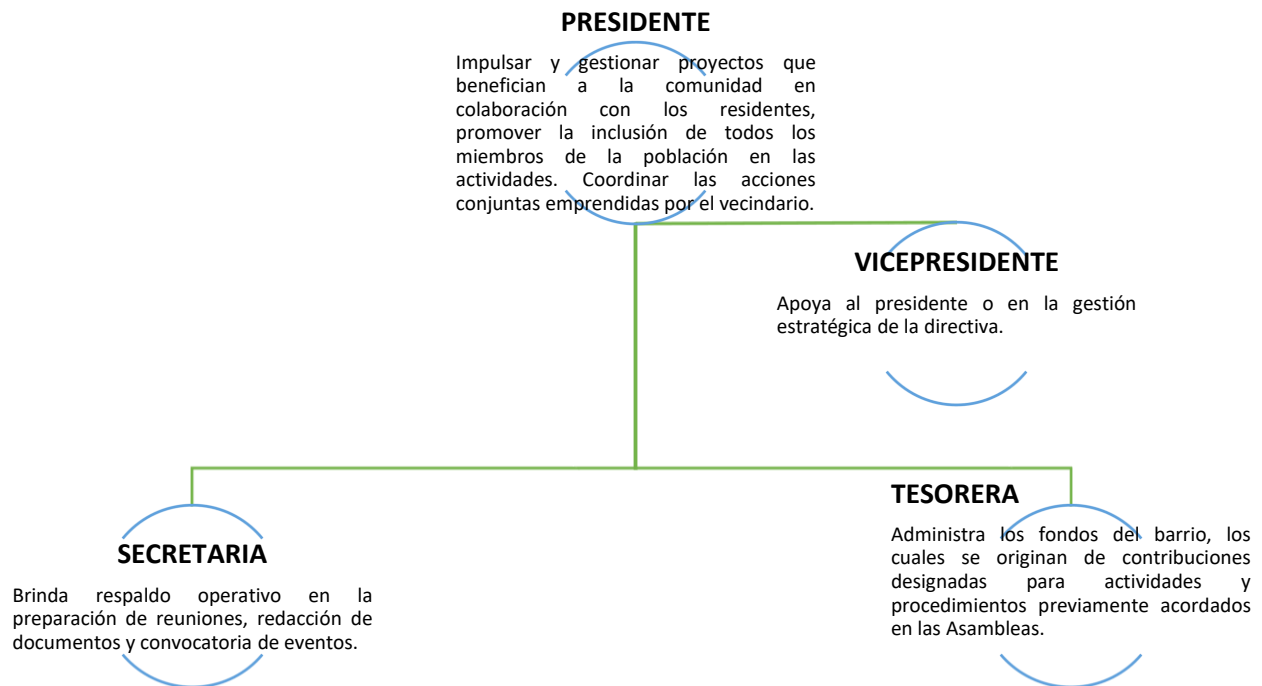 PRESIDENTE
Impulsar y gestionar proyectos que
benefician a la comunidad en
colaboración con los residentes,
promover la inclusión de todos los
miembros de la población en las
actividades. Coordinar las acciones
conjuntas emprendidas por el vecindario.
VICEPRESIDENTE
Apoya al presidente o en la gestión
estratégica de la directiva.
SECRETARIA
Brinda respaldo operativo en la
preparación de reuniones, redacción de
documentos y convocatoria de eventos.
TESORERA
Administra los fondos del barrio, los
cuales se originan de contribuciones
designadas para actividades y
procedimientos previamente acordados
en las Asambleas.